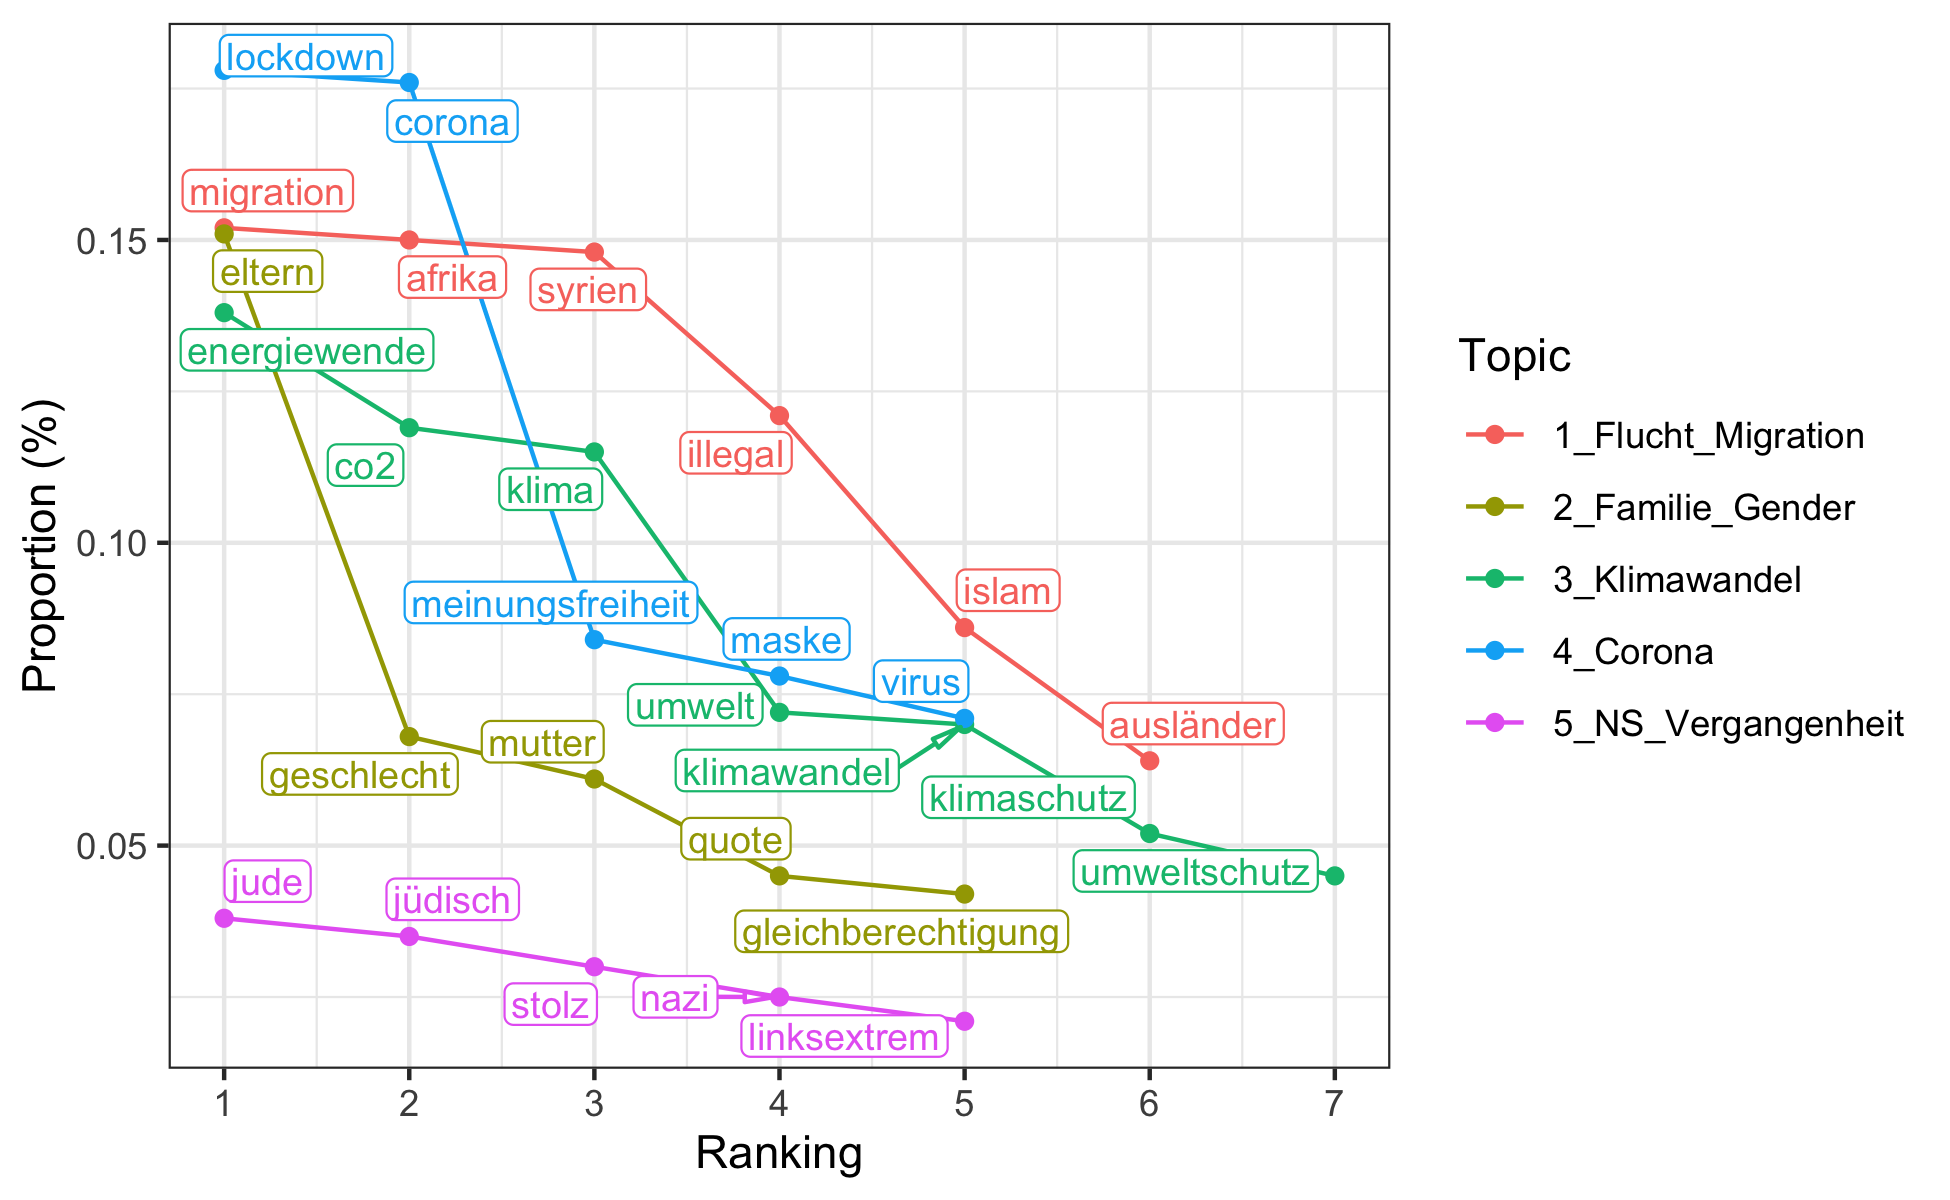 lockdown
corona
migration
0.15
eltern
afrika
syrien
energiewende
Topic
co2
klima
illegal
1_Flucht_Migration
2_Familie_Gender
0.10
Proportion (%)
meinungsfreiheit
islam
3_Klimawandel
maske
4_Corona
umwelt
virus
ausländer
5_NS_Vergangenheit
geschlecht
mutter
klimawandel
klimaschutz
0.05
quote
umweltschutz
jude
jüdisch
gleichberechtigung
stolz
nazi
linksextrem
1 2 3 4 5 6 7
Ranking